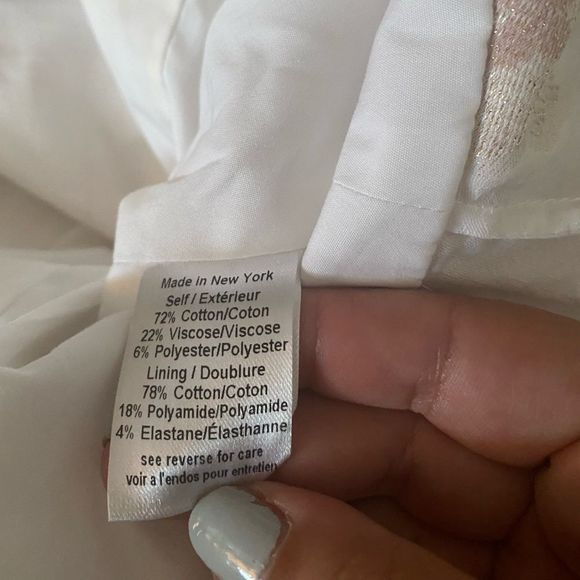 Made in New York
Self / Extérieur
72% Cotton/Coton
22% Viscose/Viscose
6% Polyester/Polyester
Lining / Doublure
78% Cotton/Coton
18% Polyamide/Polyamide
4% Elastane/Élasthanne
see reverse for care
voir a l'endos pour entretien